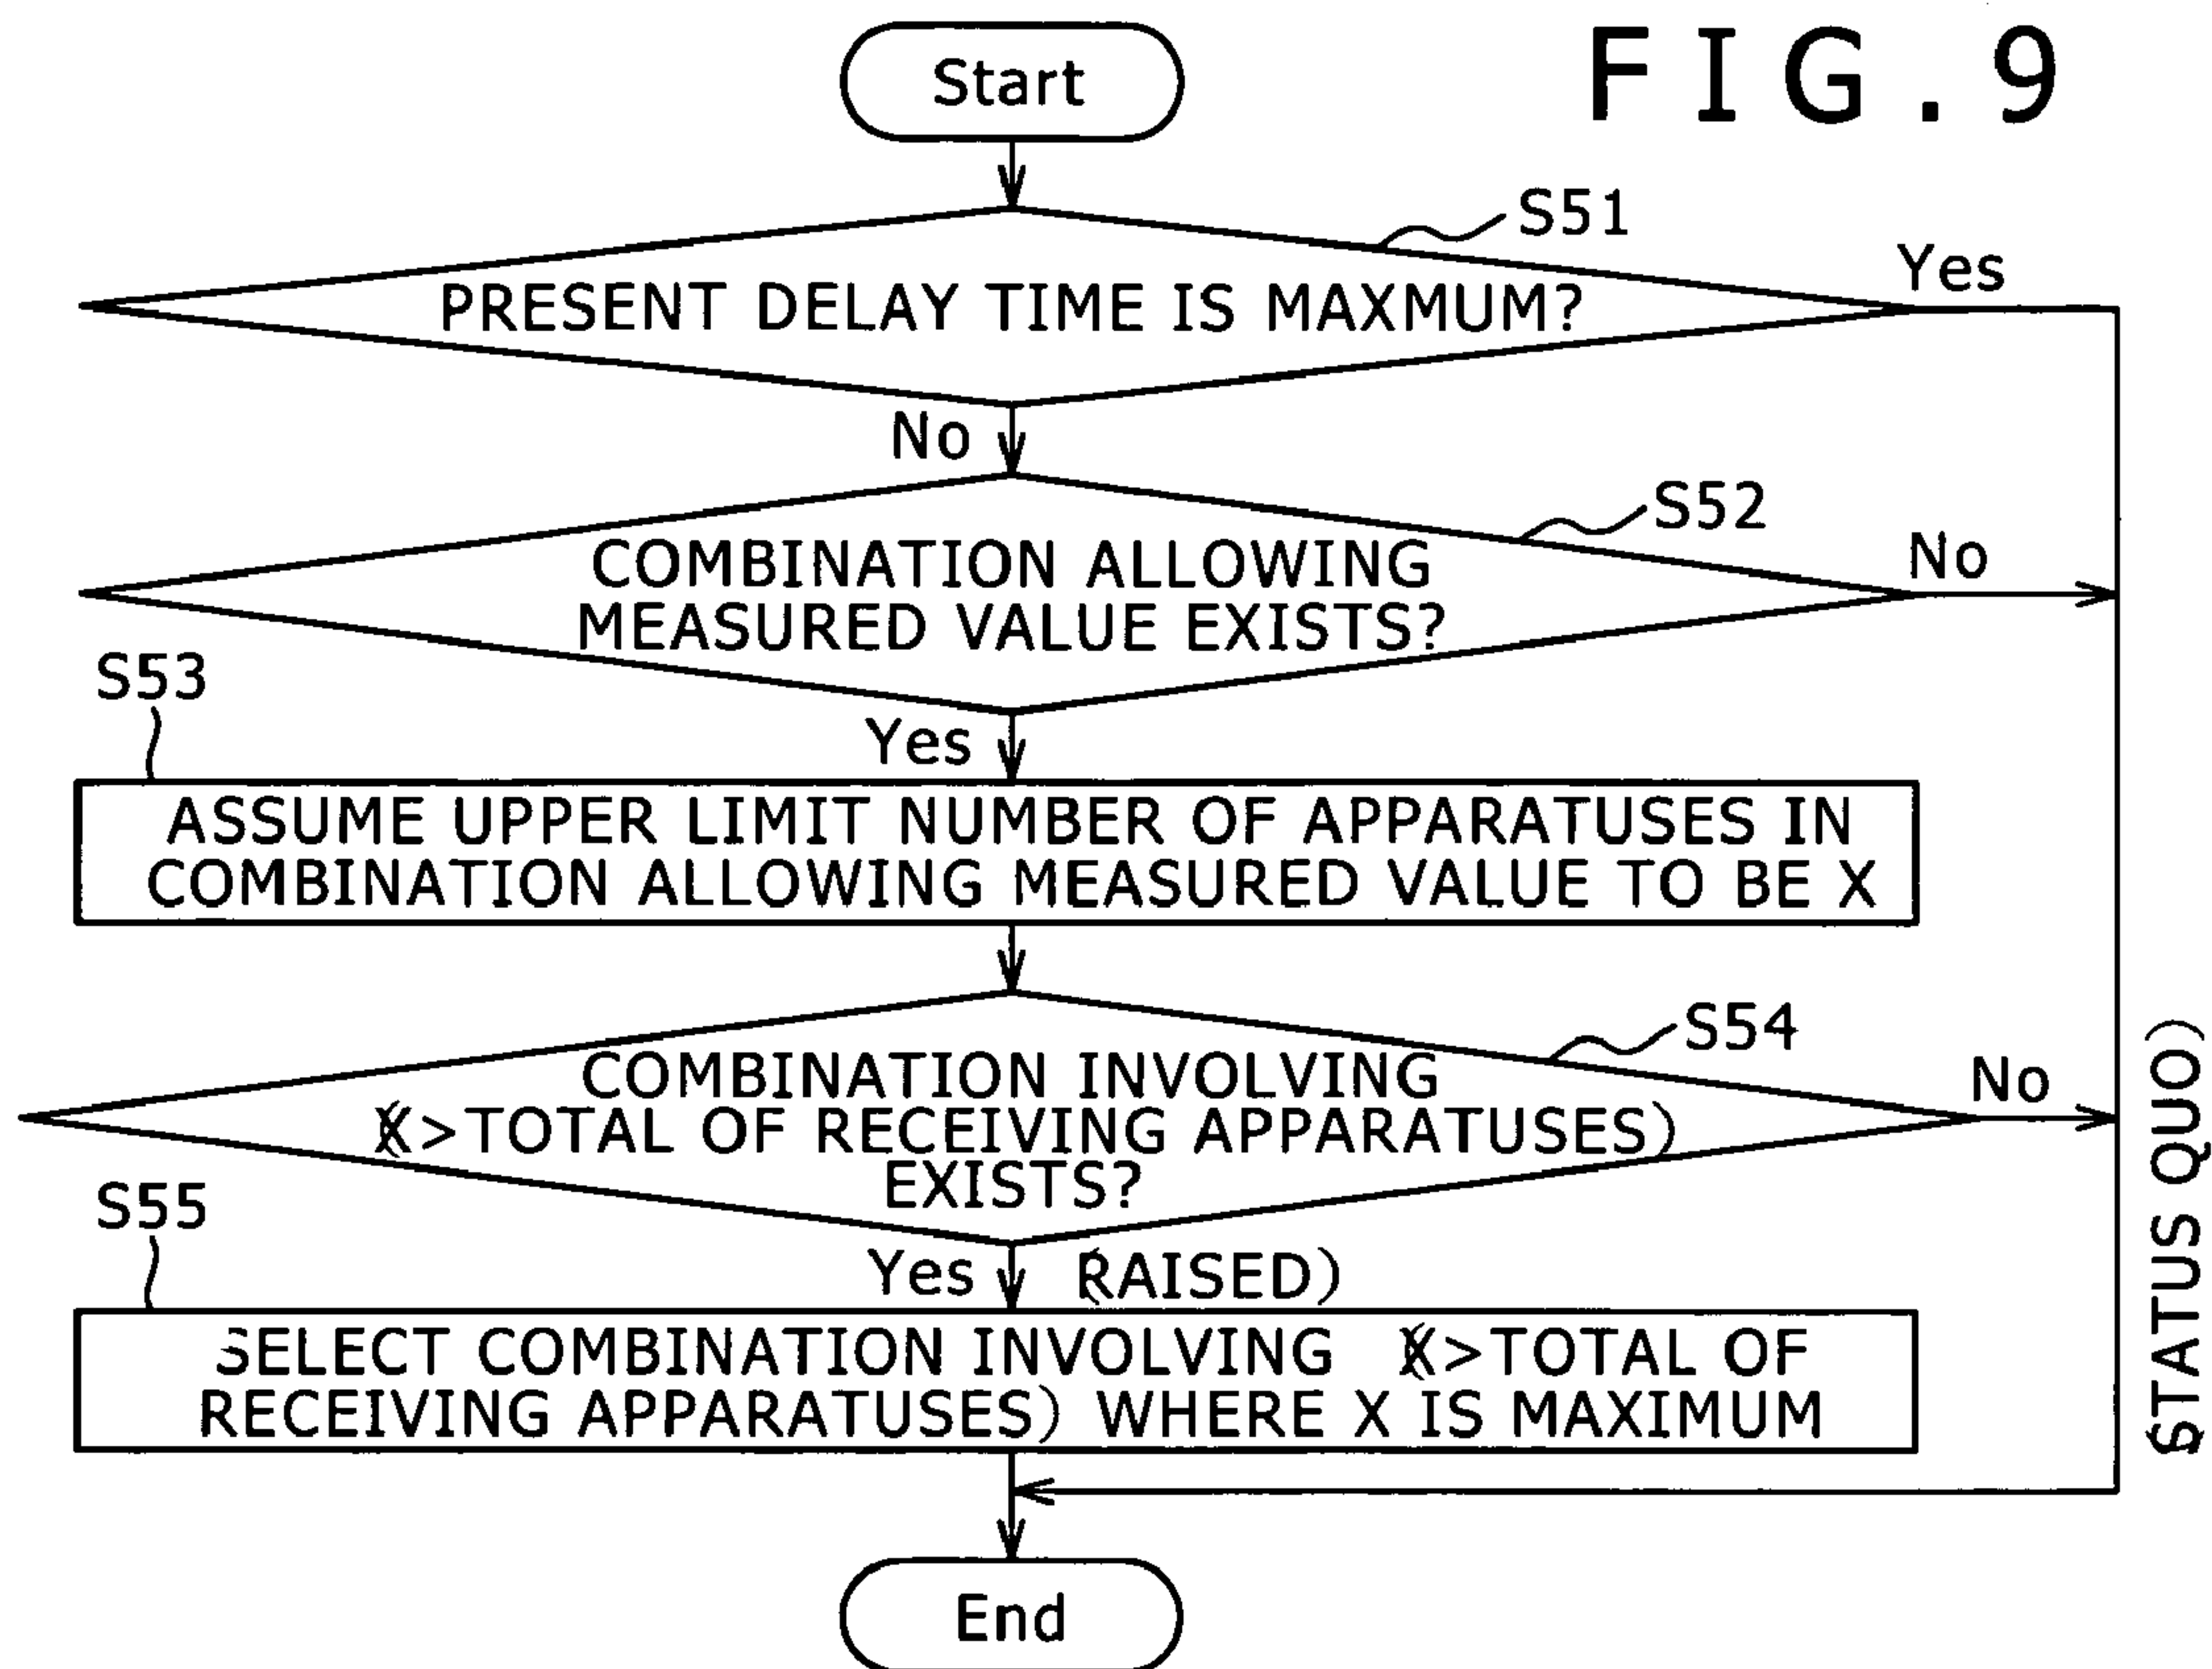 FIG.9
Start
S51
Yes
PRESENT DELAY TIME IS MAXMUM?
No
S52
COMBINATION ALLOWING
MEASURED VALUE EXISTS?
No
S53
Yes
ASSUME UPPER LIMIT NUMBER OF APPARATUSES IN
COMBINATION ALLOWING MEASURED VALUE TO BE X
S54
COMBINATION INVOLVING
(X>TOTAL OF RECEIVING APPARATUSES)
EXISTS?
No
S55
Yes
(RAISED)
(STATUS QUO)
SELECT COMBINATION INVOLVING (X>TOTAL OF
RECEIVING APPARATUSES) WHERE X IS MAXIMUM
End